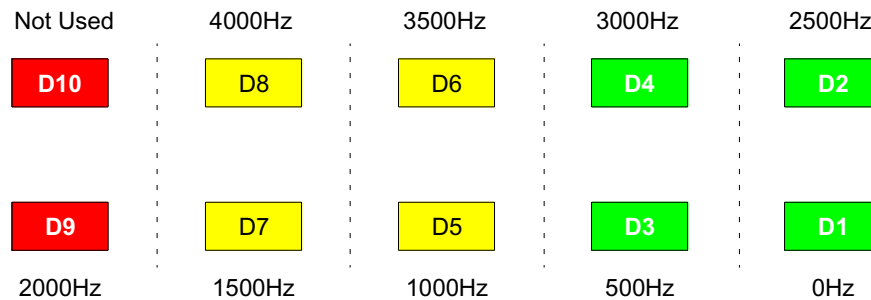 Not Used 4000Hz 3500Hz 3000Hz 2500Hz
D10 D8 D6 D4 D2
D9 D7 D5 D3 D1
2000Hz 1500Hz 1000Hz 500Hz 0Hz